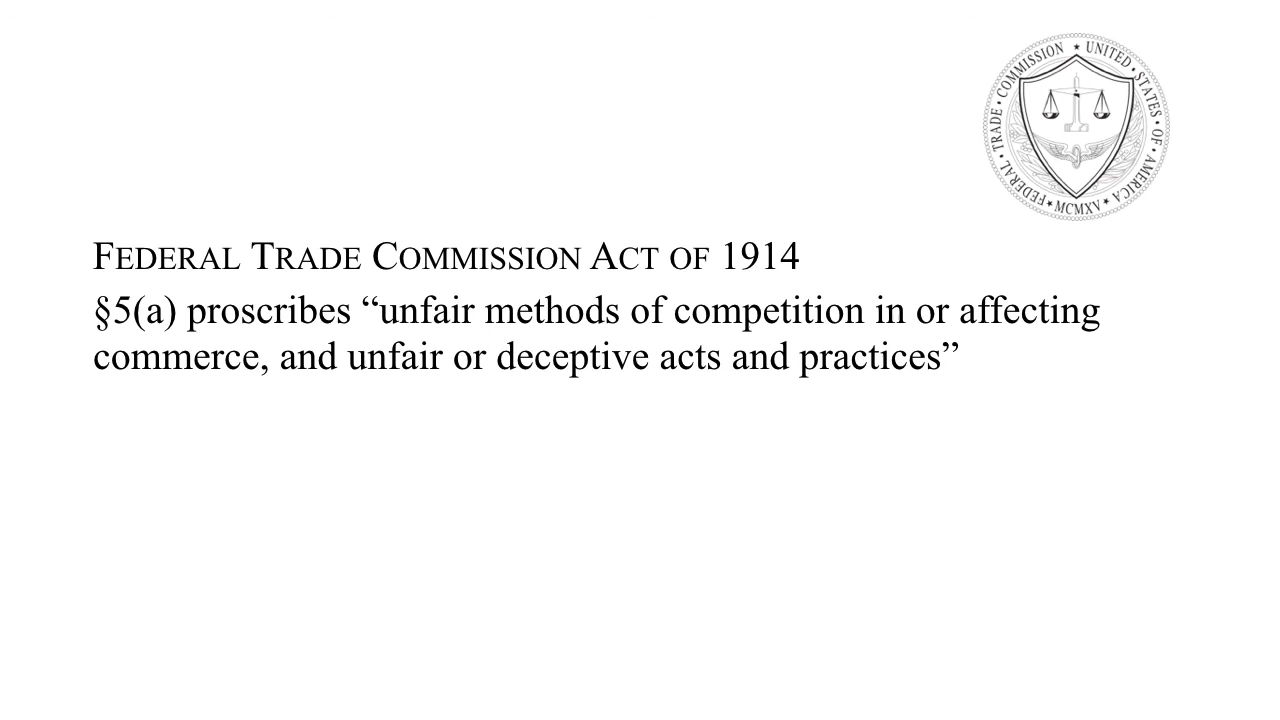 FEDERAL • TRADE • COMMISSION ★ UNITED • STATES • OF • AMERICA ★ MCMXV ★
FEDERAL TRADE COMMISSION ACT OF 1914
§5(a) proscribes “unfair methods of competition in or affecting
commerce, and unfair or deceptive acts and practices”